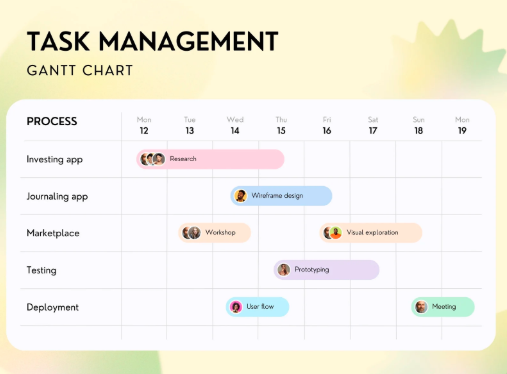 TASK MANAGEMENT
GANTT CHART
PROCESS
Mon Tue Wed Thu Fri Sat Sun Mon
12 13 14 15 16 17 18 19
Investing app Research
Journaling app Wireframe design
Marketplace Workshop Visual exploration
Testing Prototyping
Deployment User flow Meeting